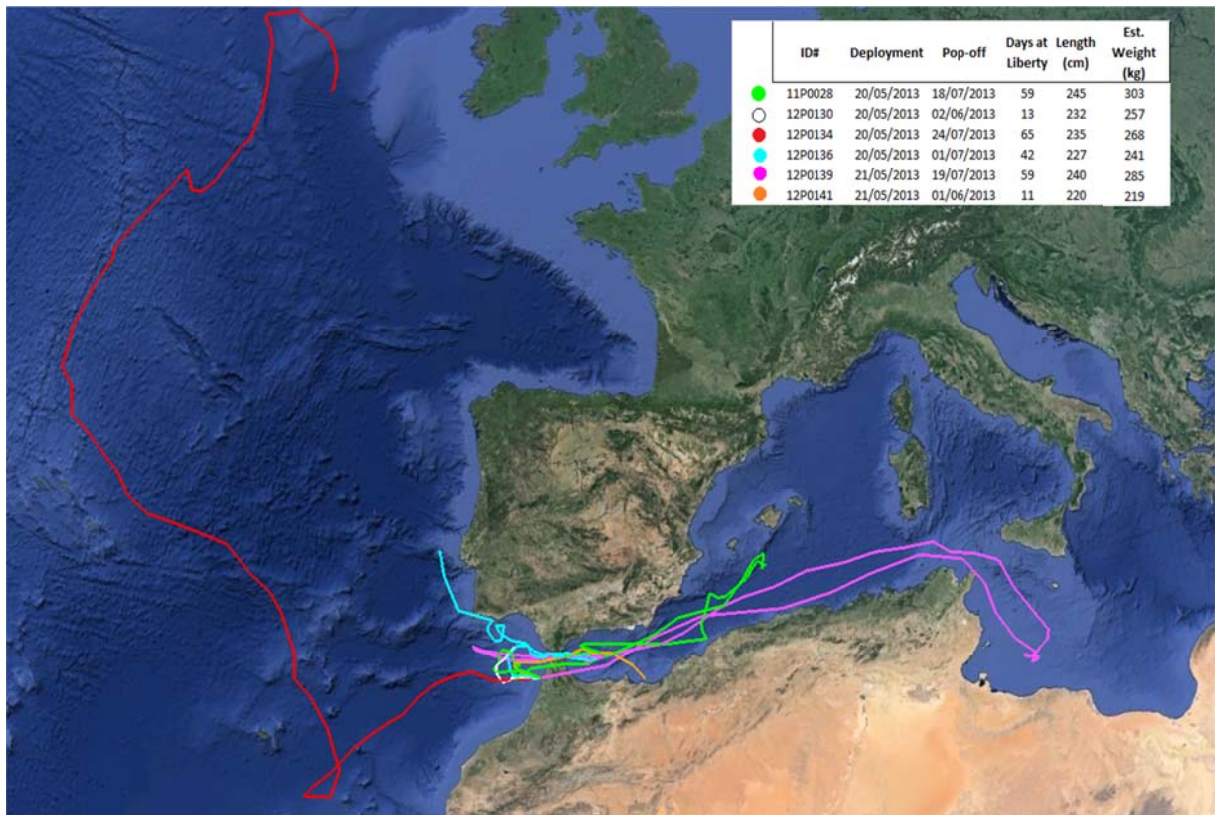 ID# Deployment Pop-off Days at Liberty Length (cm) Est. Weight (kg)
11P0028 20/05/2013 18/07/2013 59 245 303
12P0130 20/05/2013 02/06/2013 13 232 257
12P0134 20/05/2013 24/07/2013 65 235 268
12P0136 20/05/2013 01/07/2013 42 227 241
12P0139 21/05/2013 19/07/2013 59 240 285
12P0141 21/05/2013 01/06/2013 11 220 219